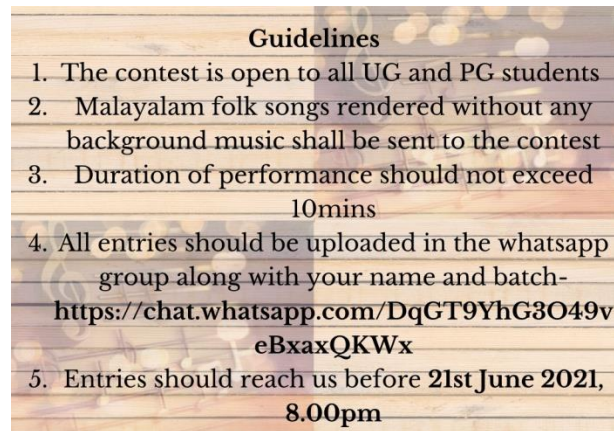 Guidelines
1. The contest is open to all UG and PG students
2. Malayalam folk songs rendered without any
background music shall be sent to the contest
3. Duration of performance should not exceed
10mins
4. All entries should be uploaded in the whatsapp
group along with your name and batch-
https://chat.whatsapp.com/DqGT9YhG3O49v
eBxaxQKWx
5. Entries should reach us before 21st June 2021,
8.00pm